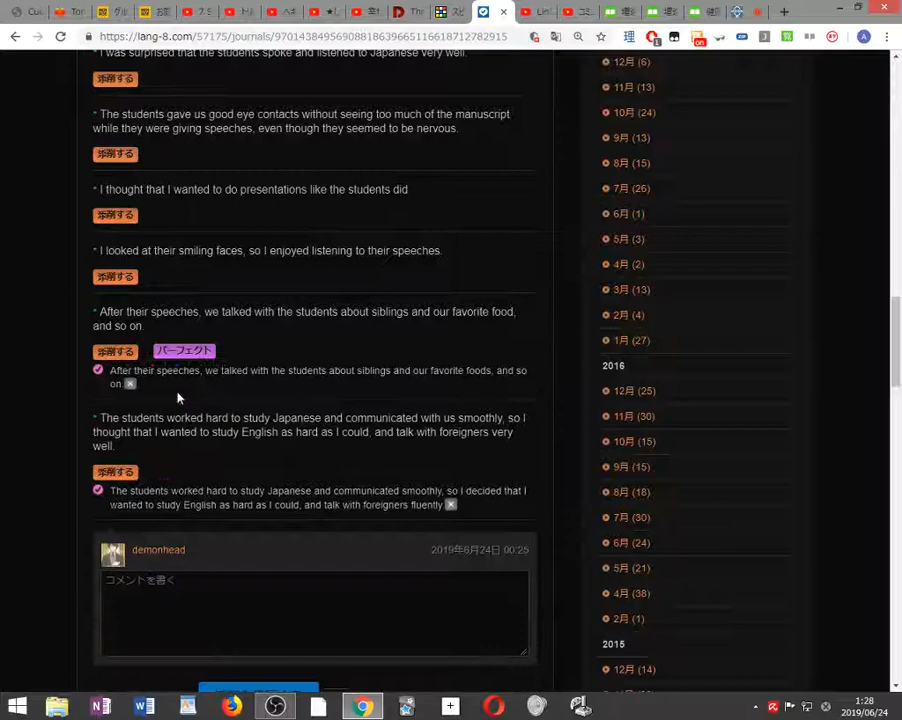 https://lang-8.com/57175/journals/97014384956908818639665116618712782915
I was surprised that the students spoke and listened to Japanese very well.
添削する
* The students gave us good eye contacts without seeing too much of the manuscript
while they were giving speeches, even though they seemed to be nervous.
添削する
* I thought that I wanted to do presentations like the students did
添削する
* I looked at their smiling faces, so I enjoyed listening to their speeches.
添削する
* After their speeches, we talked with the students about siblings and our favorite food,
and so on.
添削する パーフェクト
After their speeches, we talked with the students about siblings and our favorite foods, and so
on.
* The students worked hard to study Japanese and communicated with us smoothly, so I
thought that I wanted to study English as hard as I could, and talk with foreigners very
well.
添削する
The students worked hard to study Japanese and communicated smoothly, so I decided that I
wanted to study English as hard as I could, and talk with foreigners fluently
demonhead 2019年6月24日 00:25
コメントを書く
12月 (6)
11月 (13)
10月 (24)
9月 (13)
8月 (15)
7月 (26)
6月 (1)
5月 (3)
4月 (2)
3月 (13)
2月 (4)
1月 (27)
2016
12月 (25)
11月 (30)
10月 (15)
9月 (15)
8月 (18)
7月 (30)
6月 (24)
5月 (21)
4月 (38)
2月 (1)
2015
12月 (14)
1:28
2019/06/24